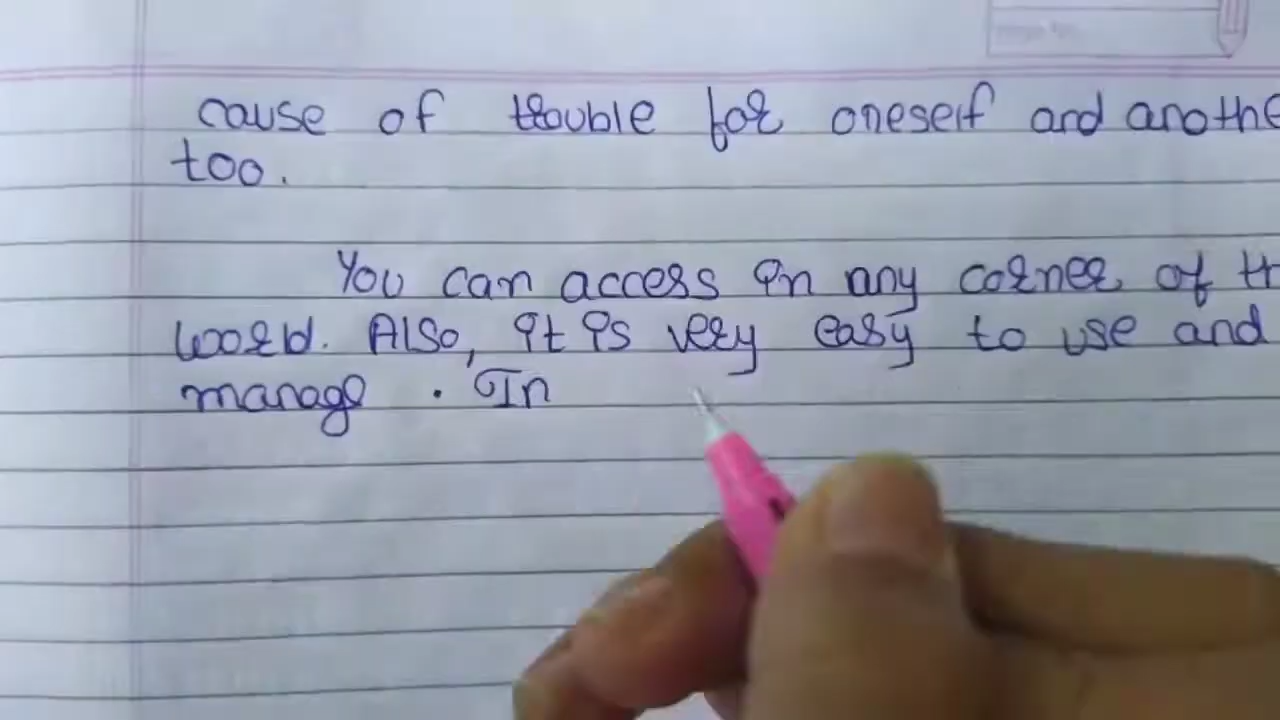 cause of trouble for oneself and anothe
too.
You can access in any corner of th
world. Also, it is very easy to use and
manage . In